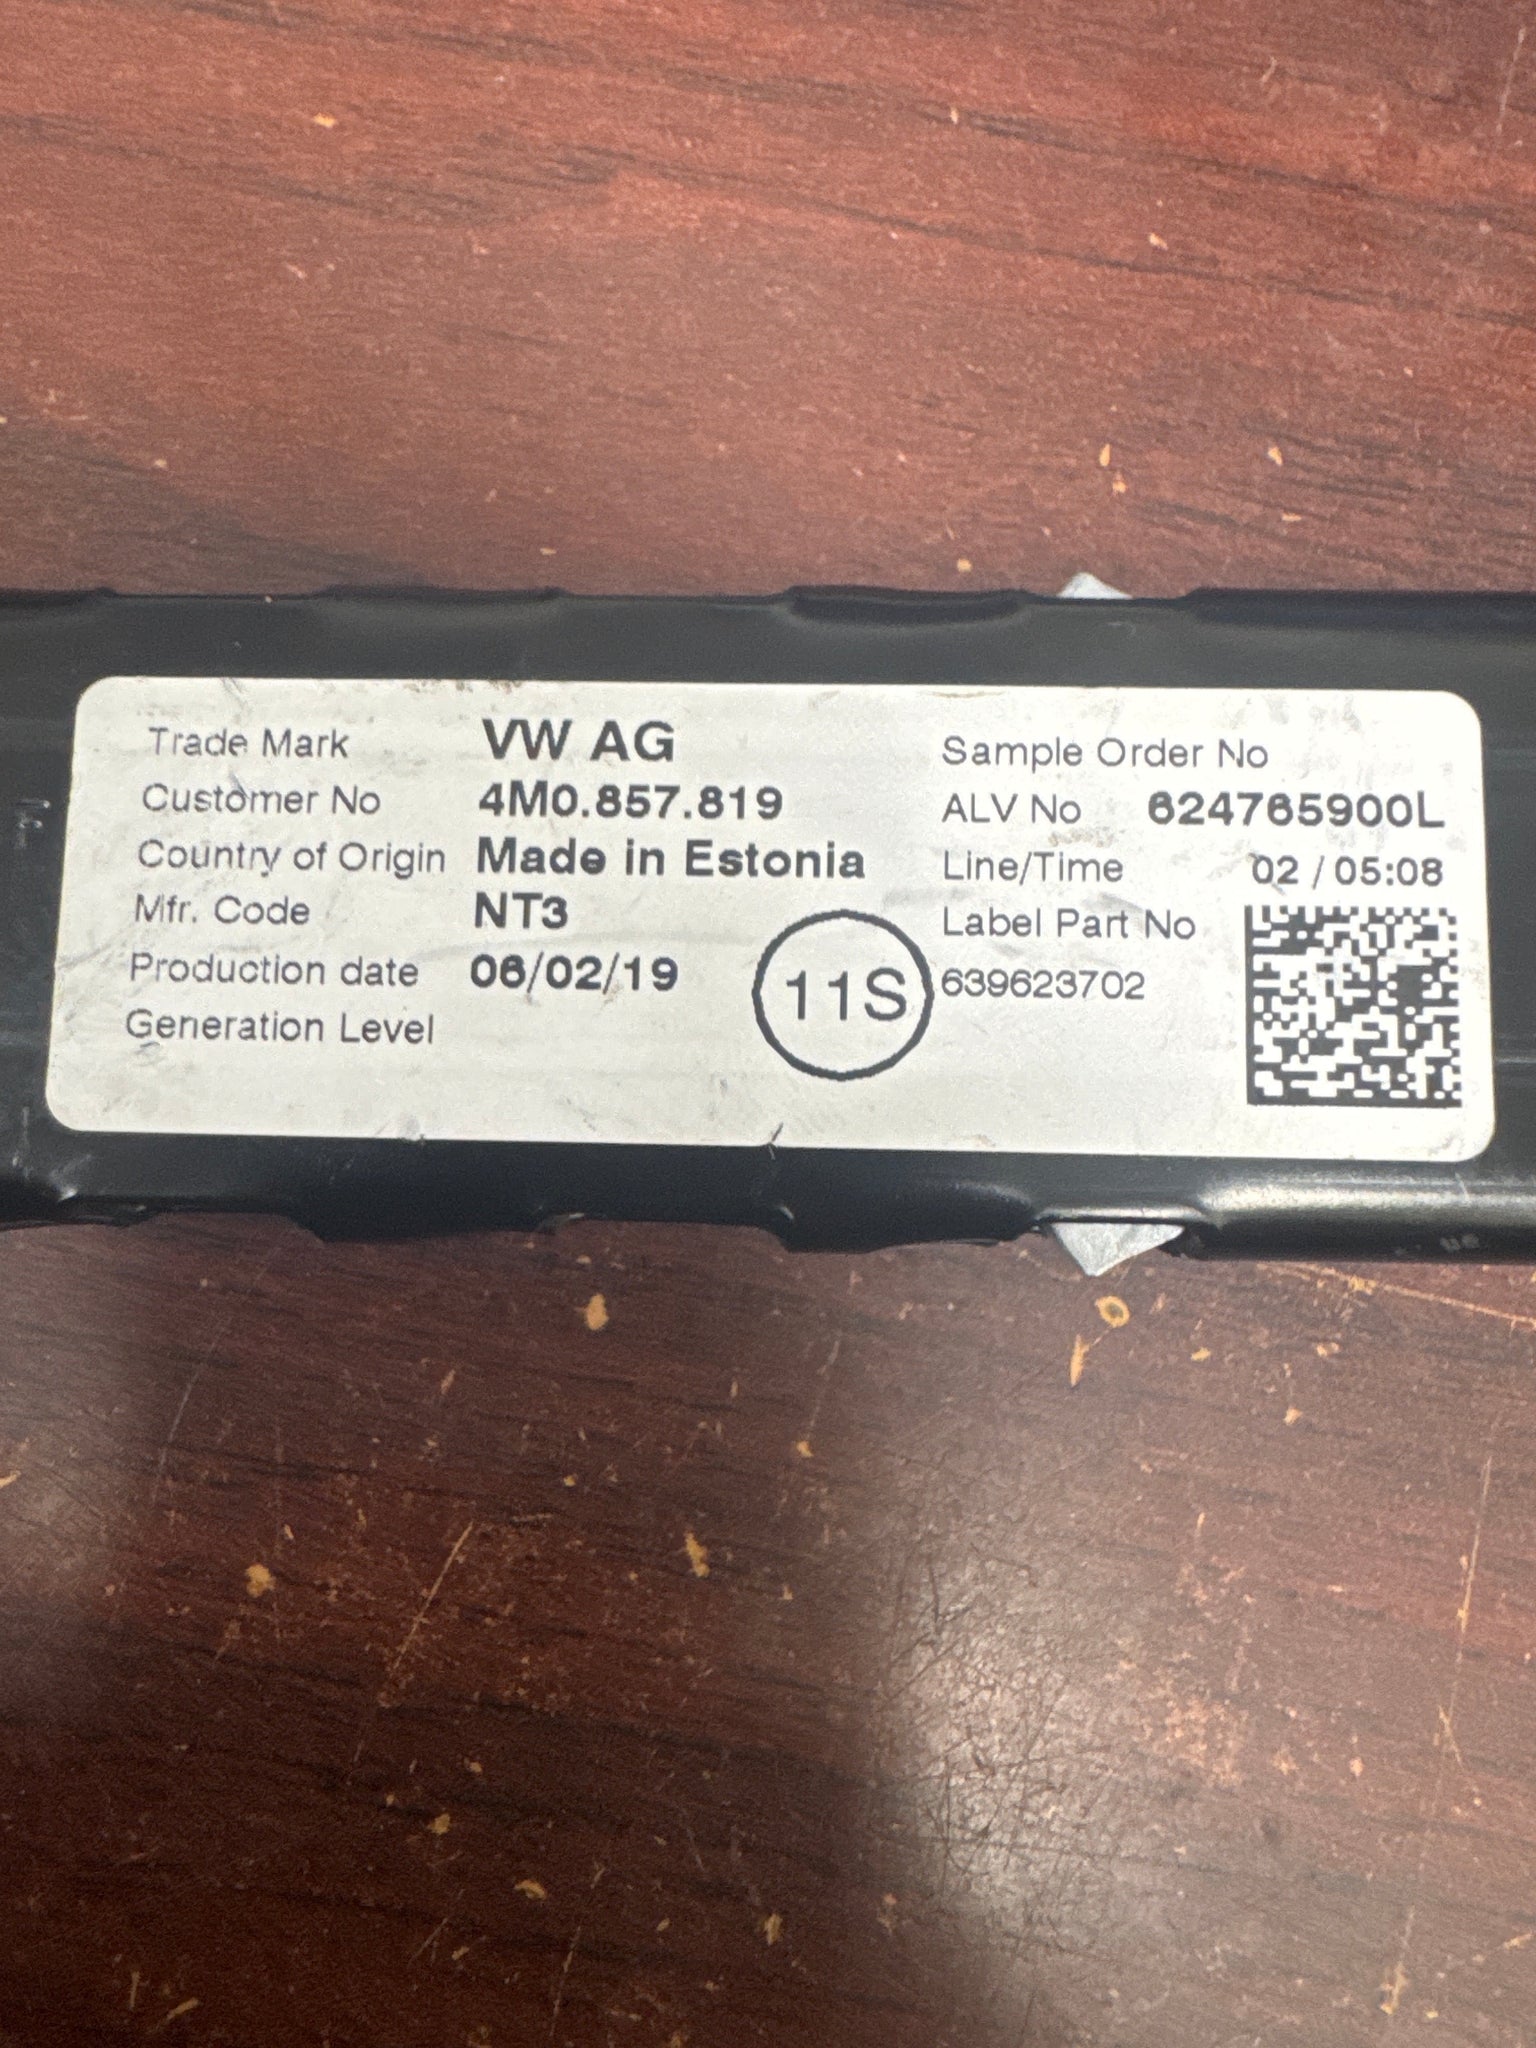 Trade Mark VW AG
Customer No 4M0.857.819
Country of Origin Made in Estonia
Mfr. Code NT3
Production date 06/02/19
Generation Level
11S
Sample Order No
ALV No 624765900L
Line/Time 02 / 05:08
Label Part No
639623702